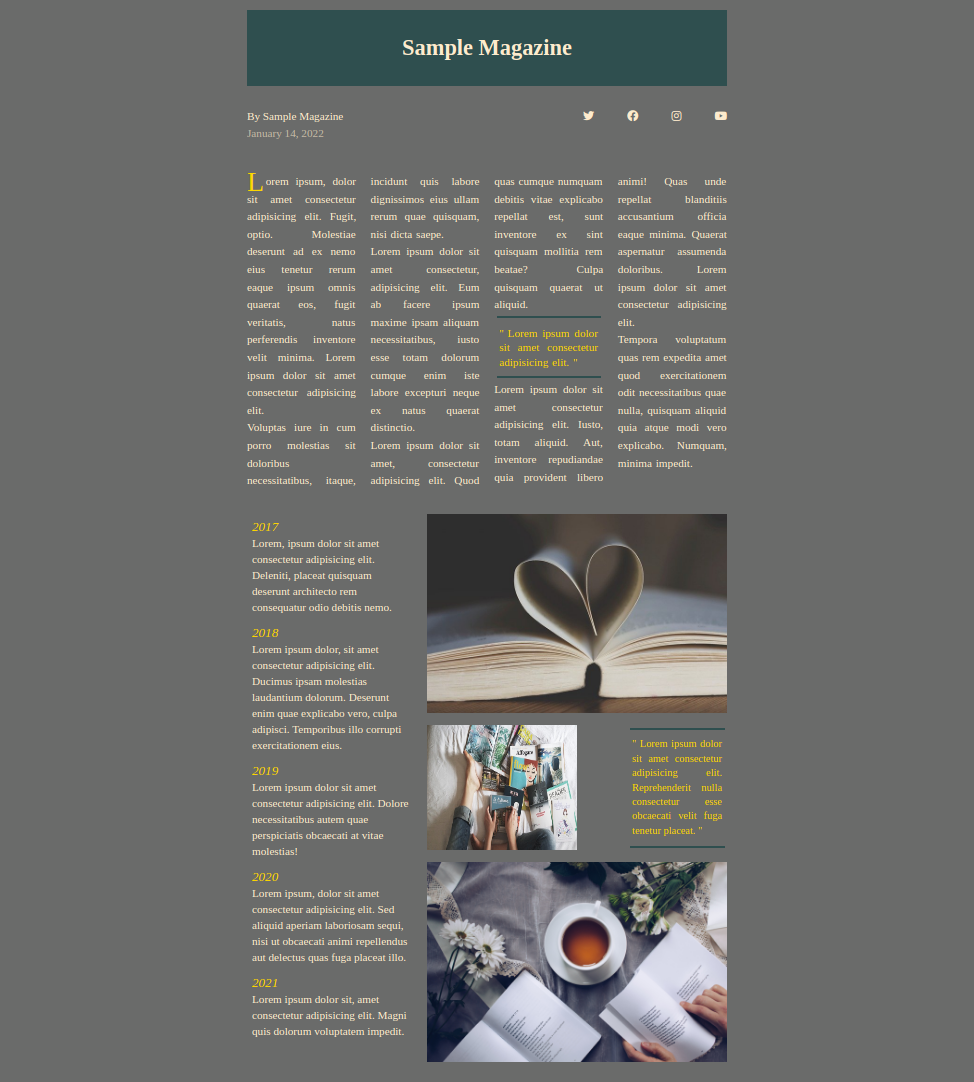 Sample Magazine
By Sample Magazine
January 14, 2022
Lorem ipsum, dolor
sit amet consectetur
adipisicing elit. Fugit,
optio. Molestiae
deserunt ad ex nemo
eius tenetur rerum
eaque ipsum omnis
quaerat eos, fugit
veritatis, natus
perferendis inventore
velit minima. Lorem
ipsum dolor sit amet
consectetur adipisicing
elit.
Voluptas iure in cum
porro molestias sit
doloribus
necessitatibus, itaque,
incidunt quis labore
dignissimos eius ullam
rerum quae quisquam,
nisi dicta saepe.
Lorem ipsum dolor sit
amet consectetur,
adipisicing elit. Eum
ab facere ipsum
maxime ipsam aliquam
necessitatibus, iusto
esse totam dolorum
cumque enim iste
labore excepturi neque
ex natus quaerat
distinctio.
Lorem ipsum dolor sit
amet, consectetur
adipisicing elit. Quod
quas cumque numquam
debitis vitae explicabo
repellat est, sunt
inventore ex sint
quisquam mollitia rem
beatae? Culpa
quisquam quaerat ut
aliquid.
" Lorem ipsum dolor
sit amet consectetur
adipisicing elit. "
Lorem ipsum dolor sit
amet consectetur
adipisicing elit. Iusto,
totam aliquid. Aut,
inventore repudiandae
quia provident libero
animi! Quas unde
repellat blanditiis
accusantium officia
eaque minima. Quaerat
aspernatur assumenda
doloribus. Lorem
ipsum dolor sit amet
consectetur adipisicing
elit.
Tempora voluptatum
quas rem expedita amet
quod exercitationem
odit necessitatibus quae
nulla, quisquam aliquid
quia atque modi vero
explicabo. Numquam,
minima impedit.
2017
Lorem, ipsum dolor sit amet
consectetur adipisicing elit.
Deleniti, placeat quisquam
deserunt architecto rem
consequatur odio debitis nemo.
2018
Lorem ipsum dolor, sit amet
consectetur adipisicing elit.
Ducimus ipsam molestias
laudantium dolorum. Deserunt
enim quae explicabo vero, culpa
adipisci. Temporibus illo corrupti
exercitationem eius.
2019
Lorem ipsum dolor sit amet
consectetur adipisicing elit. Dolore
necessitatibus autem quae
perspiciatis obcaecati at vitae
molestias!
2020
Lorem ipsum, dolor sit amet
consectetur adipisicing elit. Sed
aliquid aperiam laboriosam sequi,
nisi ut obcaecati animi repellendus
aut delectus quas fuga placeat illo.
2021
Lorem ipsum dolor sit, amet
consectetur adipisicing elit. Magni
quis dolorum voluptatem impedit.
" Lorem ipsum dolor
sit amet consectetur
adipisicing elit.
Reprehenderit nulla
consectetur esse
obcaecati velit fuga
tenetur placeat. "